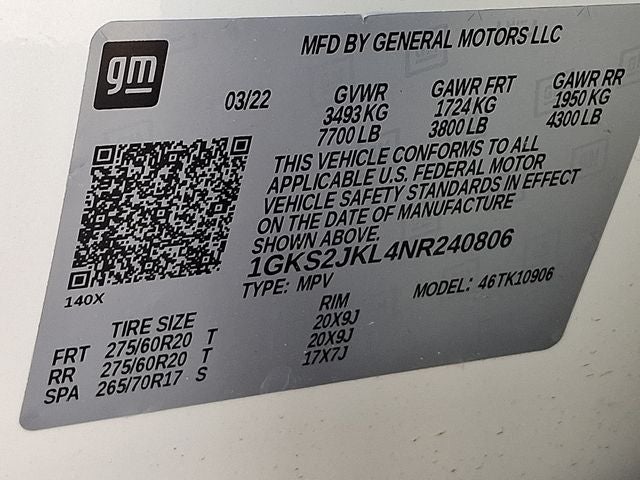 gm
MFD BY GENERAL MOTORS LLC
03/22 GVWR GAWR FRT GAWR RR
3493 KG 1724 KG 1950 KG
7700 LB 3800 LB 4300 LB
THIS VEHICLE CONFORMS TO ALL
APPLICABLE U.S. FEDERAL MOTOR
VEHICLE SAFETY STANDARDS IN EFFECT
ON THE DATE OF MANUFACTURE
SHOWN ABOVE.
1GKS2JKL4NR240806
TYPE: MPV MODEL: 46TK10906
140X
TIRE SIZE RIM
FRT 275/60R20 T 20X9J
RR 275/60R20 T 20X9J
SPA 265/70R17 S 17X7J